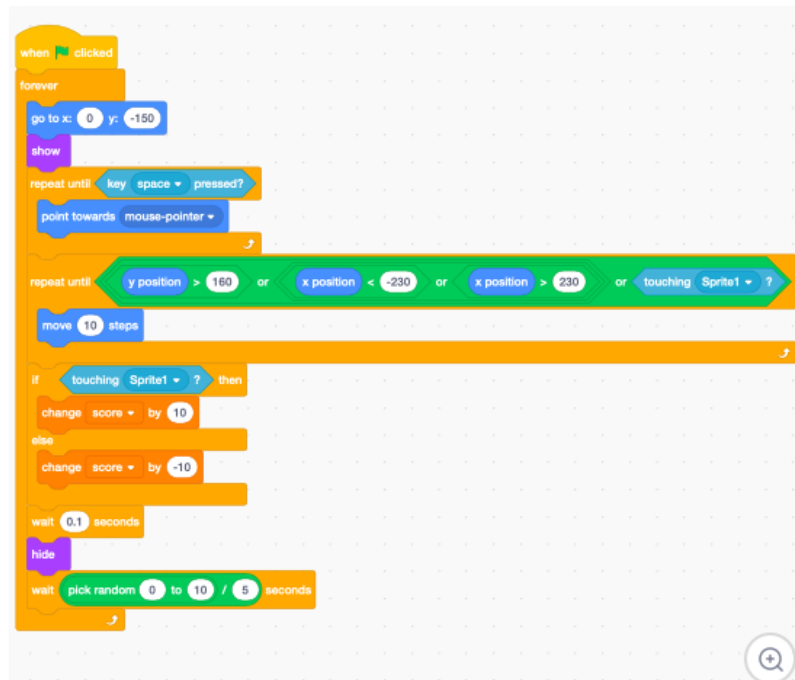 when clicked
forever
go to x: 0 y: -150
show
repeat until key space pressed?
point towards mouse-pointer
repeat until y position > 160 or x position < -230 or x position > 230 or touching Sprite1 ?
move 10 steps
if touching Sprite1 ? then
change score by 10
else
change score by -10
wait 0.1 seconds
hide
wait pick random 0 to 10 / 5 seconds